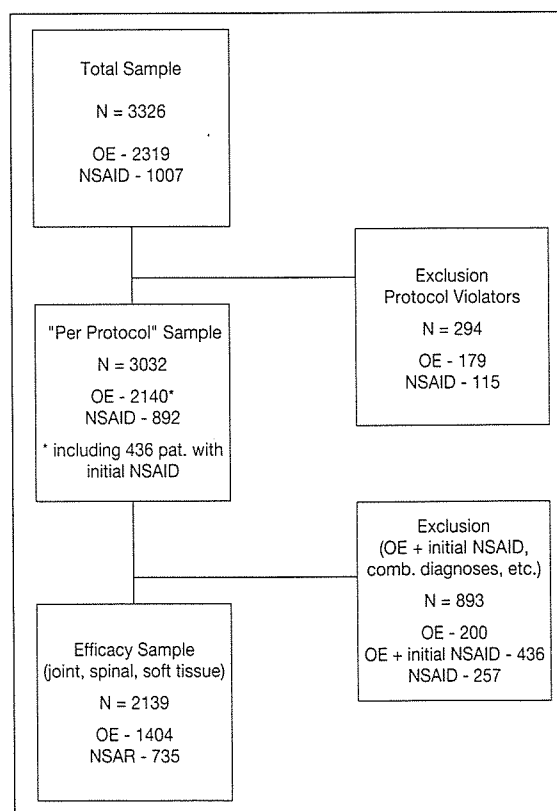 Total Sample
N = 3326
OE - 2319
NSAID - 1007
Exclusion
Protocol Violators
N = 294
OE - 179
NSAID - 115
"Per Protocol" Sample
N = 3032
OE - 2140*
NSAID - 892
* including 436 pat. with
initial NSAID
Exclusion
(OE + initial NSAID,
comb. diagnoses, etc.)
N = 893
OE - 200
OE + initial NSAID - 436
NSAID - 257
Efficacy Sample
(joint, spinal, soft tissue)
N = 2139
OE - 1404
NSAR - 735